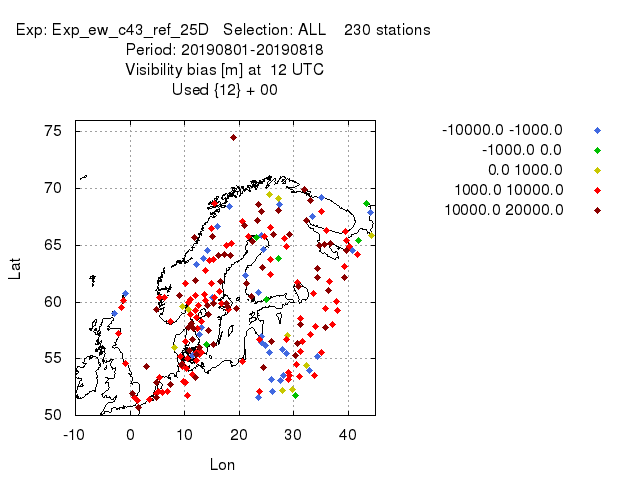 Exp: Exp_ew_c43_ref_25D Selection: ALL 230 stations
Period: 20190801-20190818
Visibility bias [m] at 12 UTC
Used {12} + 00
-10000.0 -1000.0
-1000.0 0.0
0.0 1000.0
1000.0 10000.0
10000.0 20000.0
75
70
65
60
55
50
Lat
-10 0 10 20 30 40
Lon